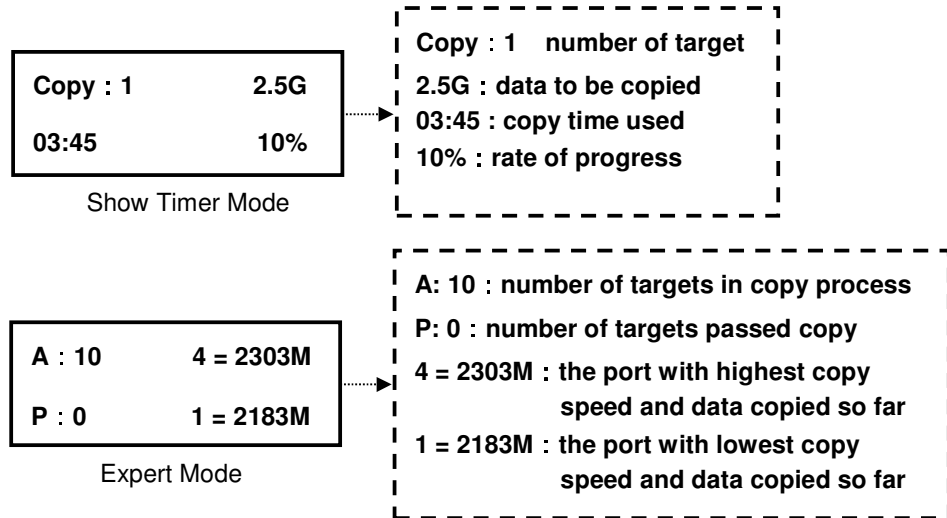 Copy : 1 2.5G
03:45 10%
Show Timer Mode
Copy : 1 number of target
2.5G : data to be copied
03:45 : copy time used
10% : rate of progress
A : 10 4 = 2303M
P : 0 1 = 2183M
Expert Mode
A: 10 : number of targets in copy process
P: 0 : number of targets passed copy
4 = 2303M : the port with highest copy
speed and data copied so far
1 = 2183M : the port with lowest copy
speed and data copied so far